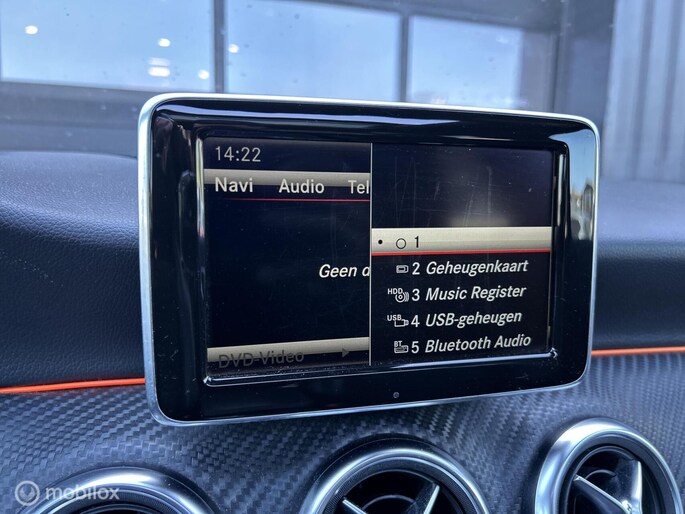 14:22
Navi Audio Tel
Geen d
DVD-Video
1
2 Geheugenkaart
HDD 3 Music Register
USB 4 USB-geheugen
BT 5 Bluetooth Audio
mobilox